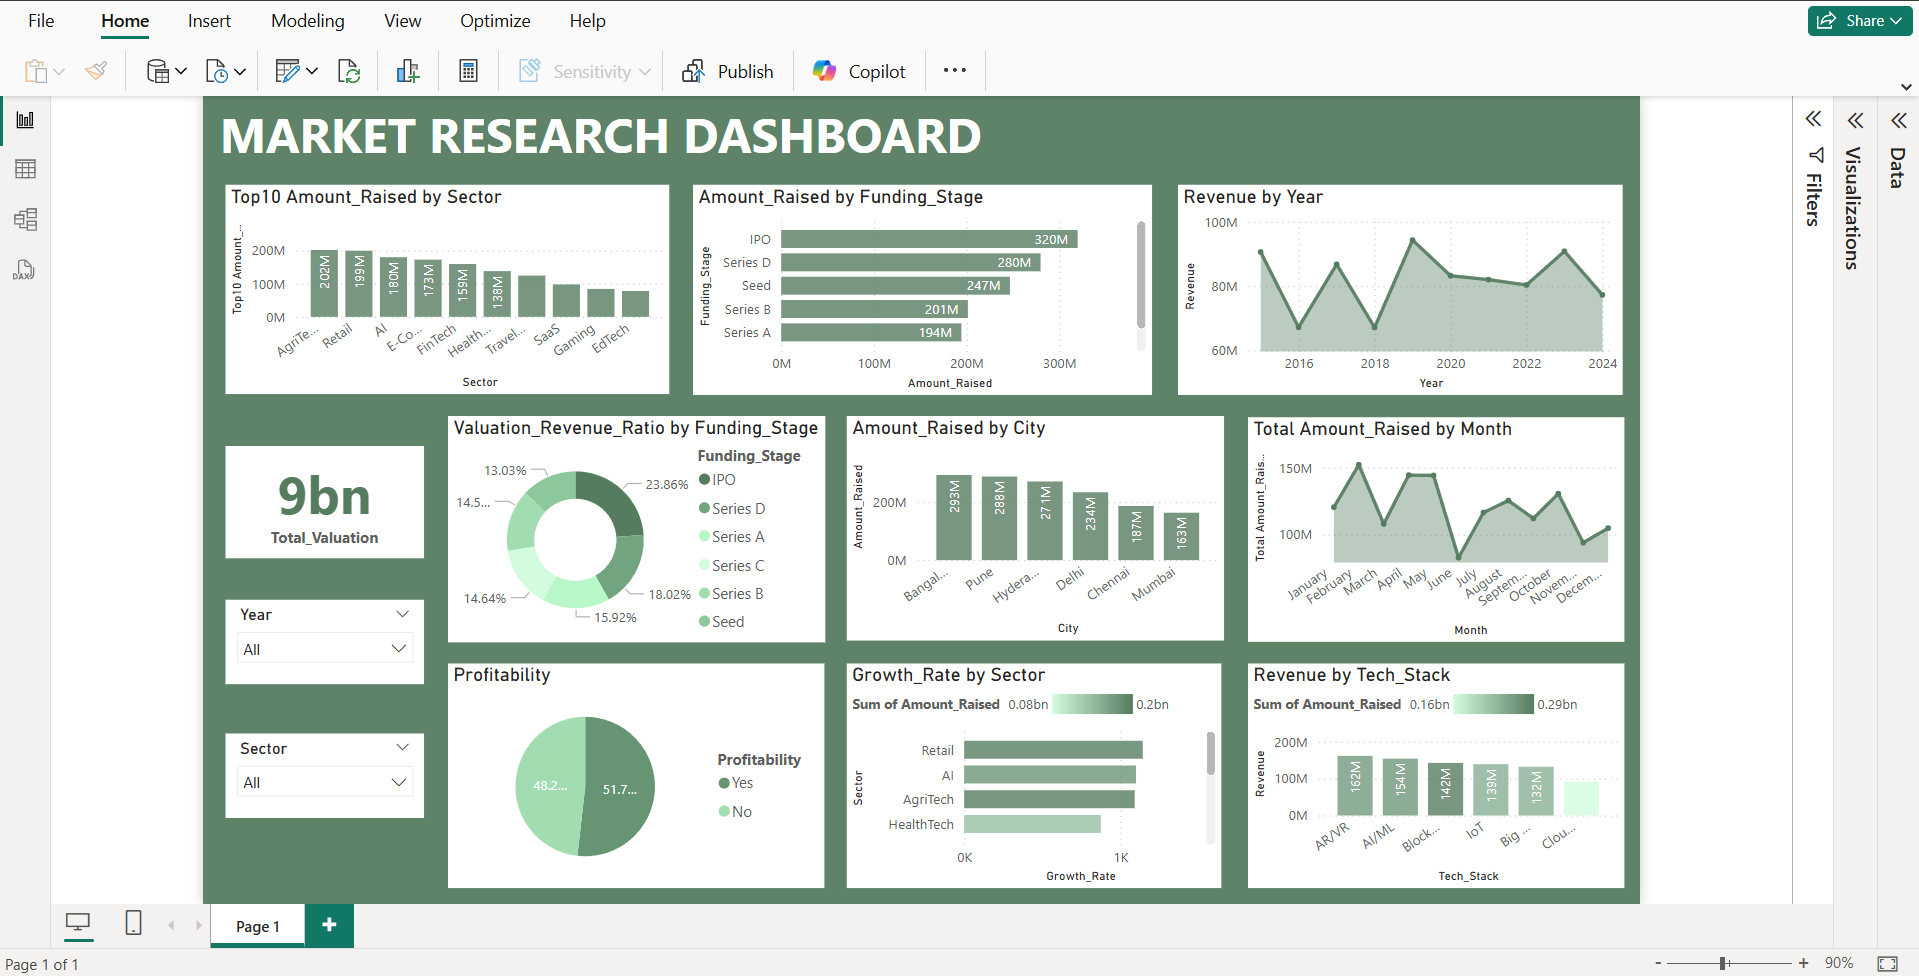 File Home Insert Modeling View Optimize Help Share
Sensitivity Publish Copilot
MARKET RESEARCH DASHBOARD
Filters
Visualizations
Data
DAX
Top10 Amount_Raised by Sector
Top10 Amount_...
200M
100M
0M
202M 199M 180M 173M 159M 138M
AgriTe... Retail AI E-Co... FinTech Health... Travel... SaaS Gaming EdTech
Sector
Amount_Raised by Funding_Stage
Funding_Stage
IPO 320M
Series D 280M
Seed 247M
Series B 201M
Series A 194M
0M 100M 200M 300M
Amount_Raised
Revenue by Year
Revenue
100M
80M
60M
2016 2018 2020 2022 2024
Year
9bn
Total_Valuation
Year
All
Sector
All
Valuation_Revenue_Ratio by Funding_Stage
Funding_Stage
IPO
Series D
Series A
Series C
Series B
Seed
23.86%
18.02%
15.92%
14.64%
14.5...
13.03%
Amount_Raised by City
Amount_Raised
200M
0M
293M 288M 271M 234M 187M 163M
Bangal... Pune Hydera... Delhi Chennai Mumbai
City
Total Amount_Raised by Month
Total Amount_Rais...
150M
100M
January February March April May June July August Septem... October Novem... Decem...
Month
Profitability
48.2... 51.7...
Profitability
Yes
No
Growth_Rate by Sector
Sum of Amount_Raised 0.08bn 0.2bn
Sector
Retail
AI
AgriTech
HealthTech
0K 1K
Growth_Rate
Revenue by Tech_Stack
Sum of Amount_Raised 0.16bn 0.29bn
Revenue
200M
100M
0M
162M 154M 142M 139M 132M
AR/VR AI/ML Block... IoT Big ... Clou...
Tech_Stack
Page 1 +
Page 1 of 1 - + 90%